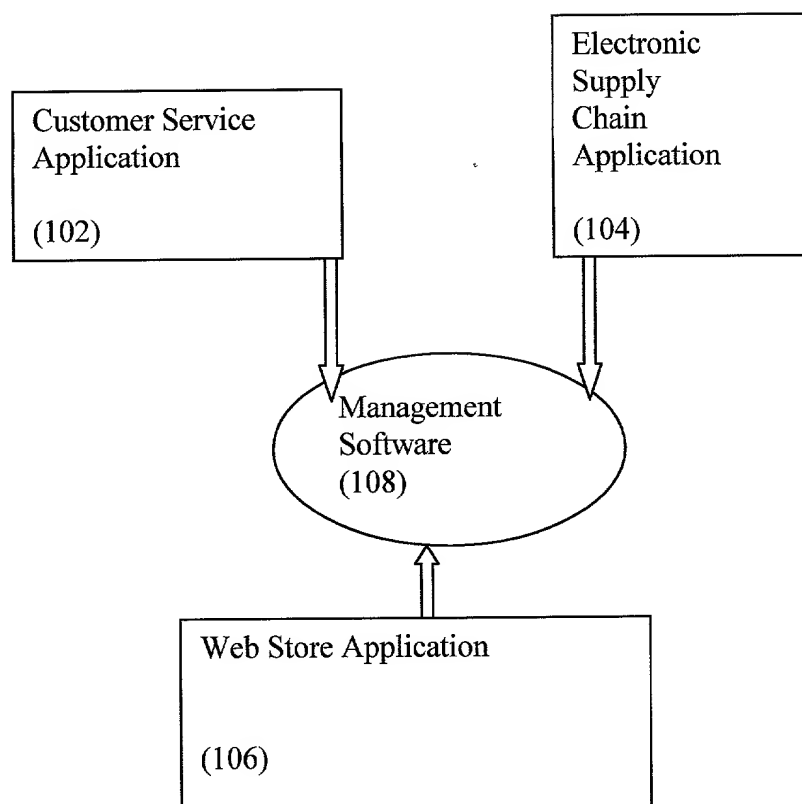 Customer Service
Application
(102)
Electronic
Supply
Chain
Application
(104)
Management
Software
(108)
Web Store Application
(106)